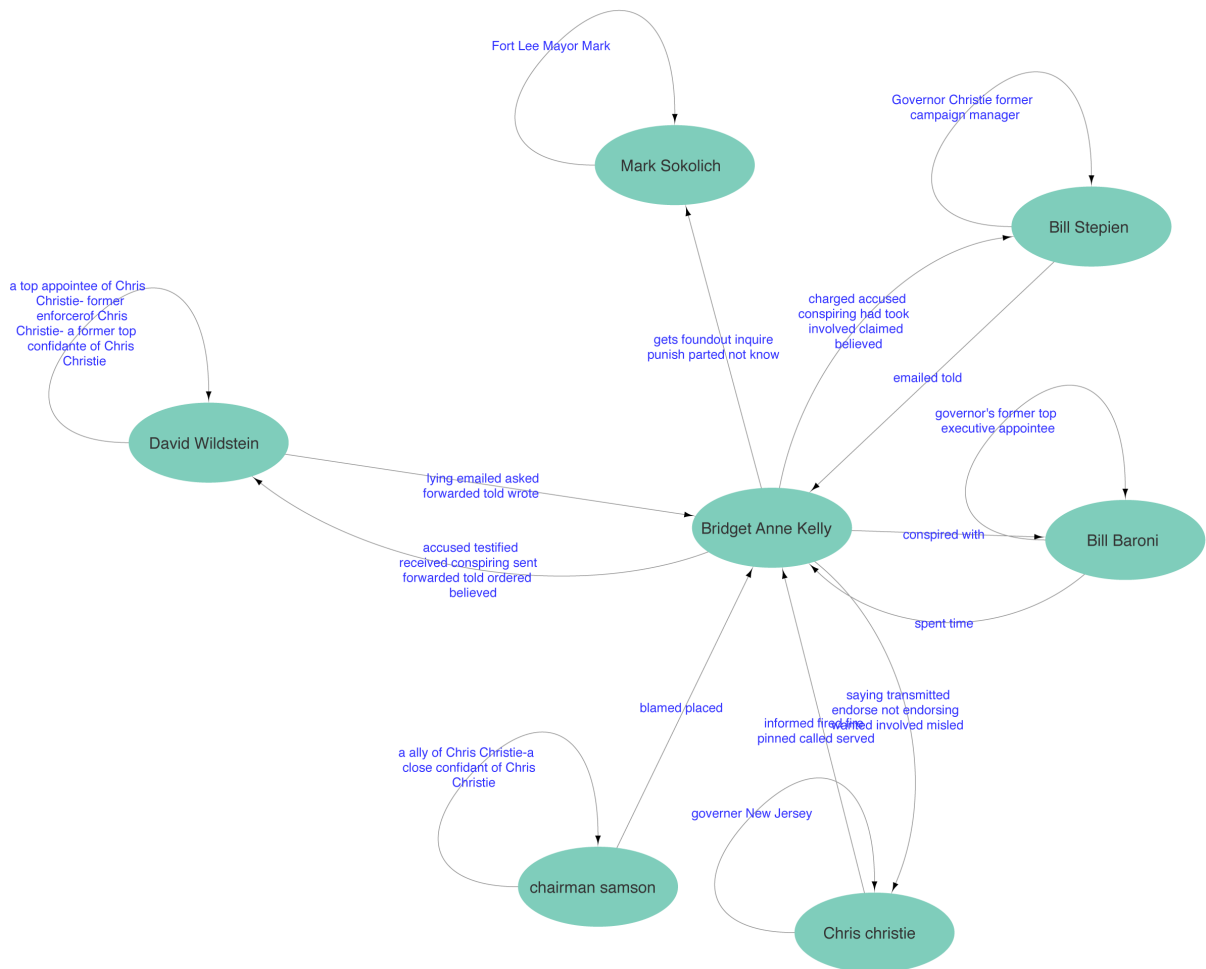 Fort Lee Mayor Mark
Mark Sokolich
Governor Christie former
campaign manager
Bill Stepien
a top appointee of Chris
Christie- former
enforcerof Chris
Christie- a former top
confidante of Chris
Christie
David Wildstein
gets foundout inquire
punish parted not know
charged accused
conspiring had took
involved claimed
believed
emailed told
governor's former top
executive appointee
lying emailed asked
forwarded told wrote
Bridget Anne Kelly
conspired with
Bill Baroni
accused testified
received conspiring sent
forwarded told ordered
believed
spent time
blamed placed
informed fired fire
pinned called served
saying transmitted
endorse not endorsing
wanted involved misled
a ally of Chris Christie-a
close confidant of Chris
Christie
governer New Jersey
chairman samson
Chris christie